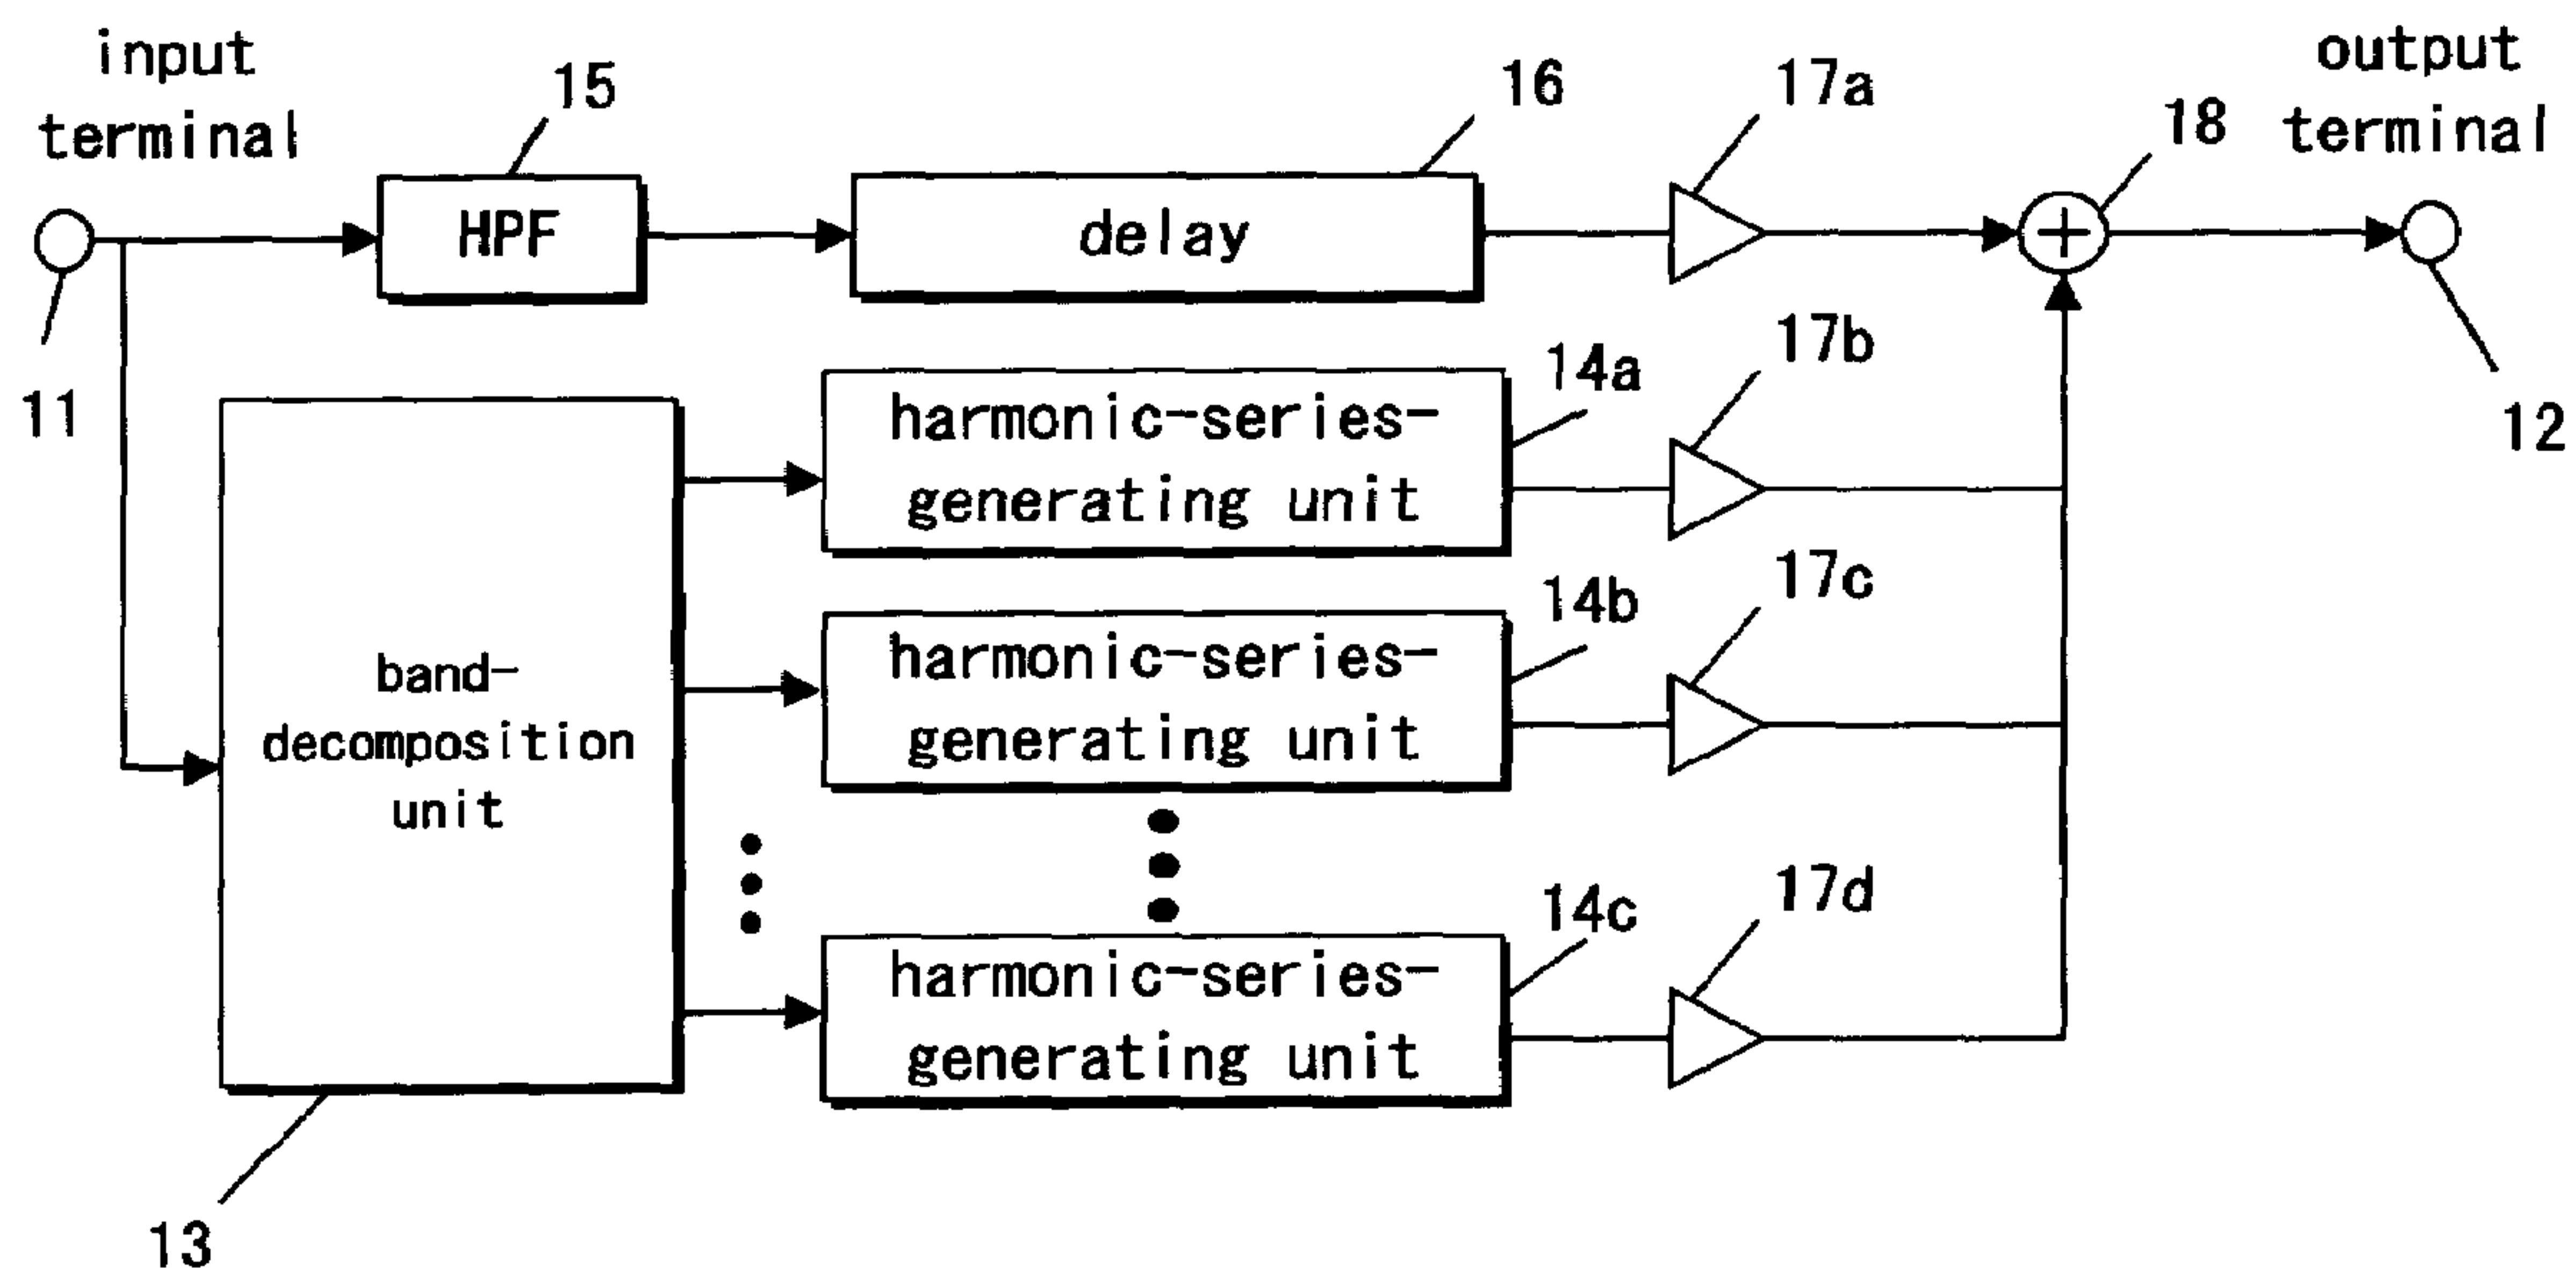 input
terminal
15
16
17a
18
output
terminal
HPF
delay
+
11
12
17b
14a
harmonic-series-
generating unit
17c
14b
harmonic-series-
generating unit
band-
decomposition
unit
17d
14c
harmonic-series-
generating unit
13